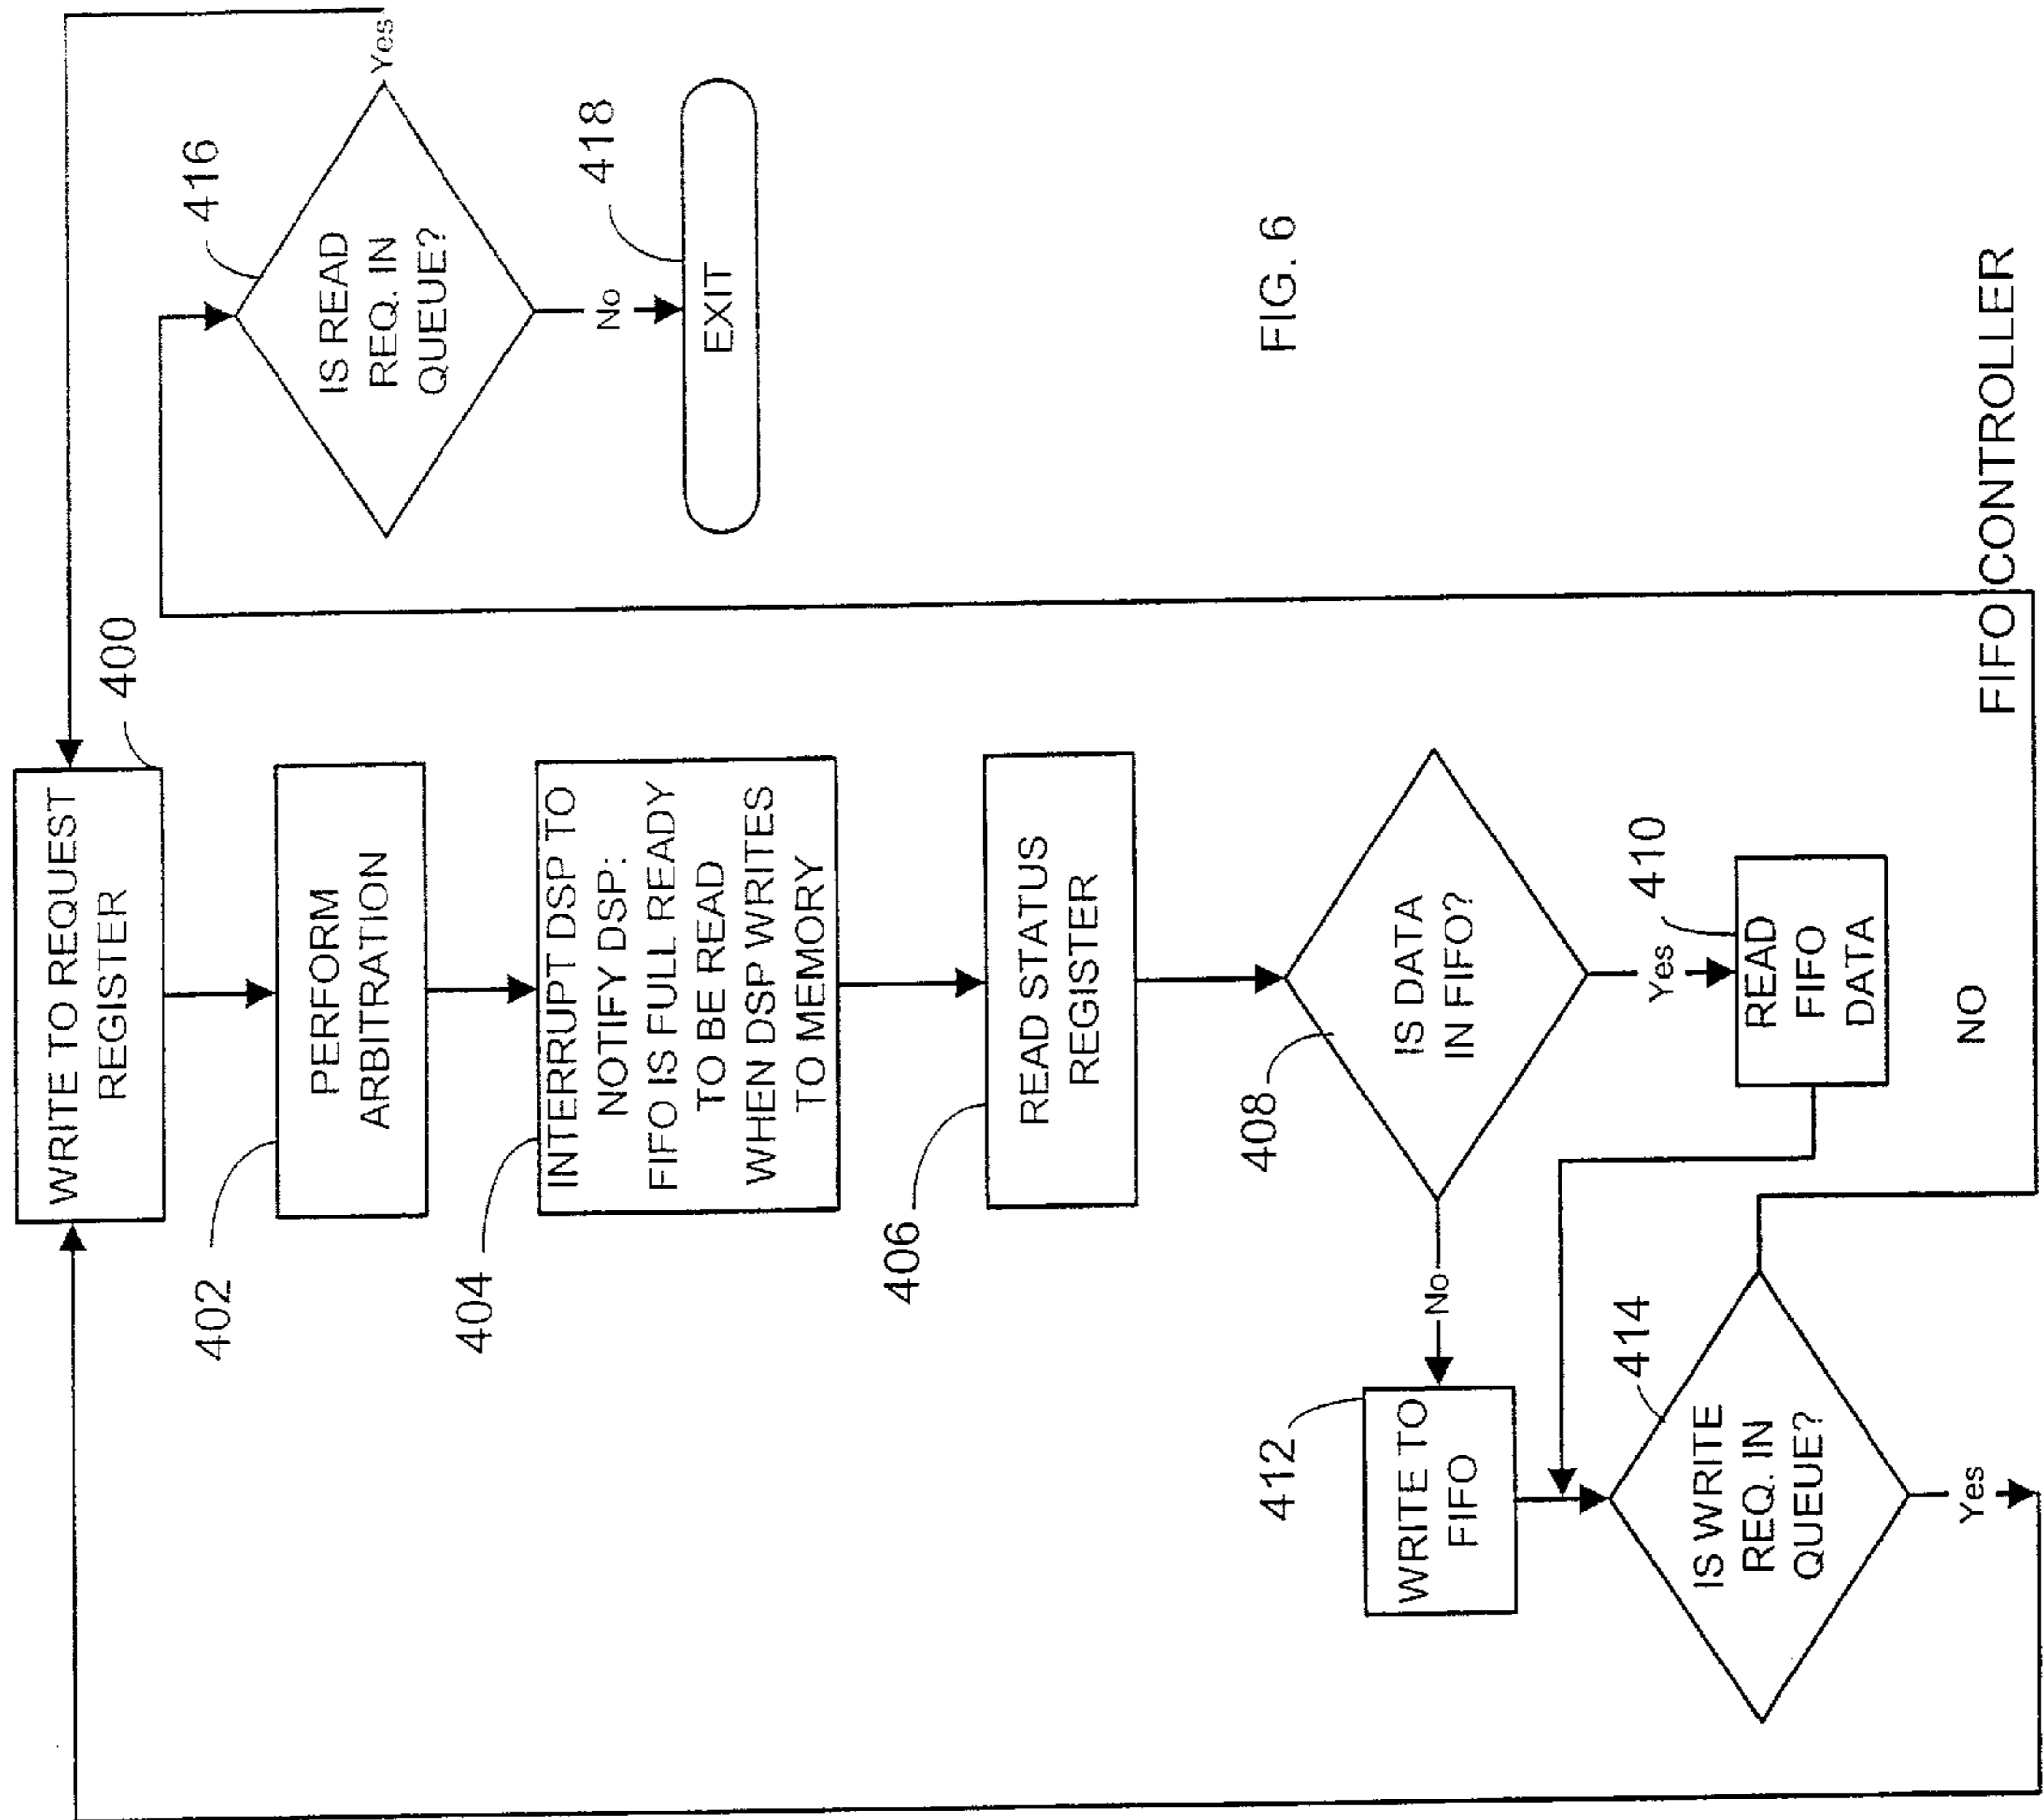 WRITE TO REQUEST
REGISTER
400
PERFORM
ARBITRATION
402
INTERRUPT DSP TO
NOTIFY DSP:
FIFO IS FULL READY
TO BE READ
WHEN DSP WRITES
TO MEMORY
404
READ STATUS
REGISTER
406
IS DATA
IN FIFO?
408
Yes
No
READ
FIFO
DATA
410
WRITE TO
FIFO
412
IS WRITE
REQ. IN
QUEUE?
414
Yes
NO
IS READ
REQ. IN
QUEUE?
416
Yes
No
EXIT
418
FIG. 6
FIFO CONTROLLER